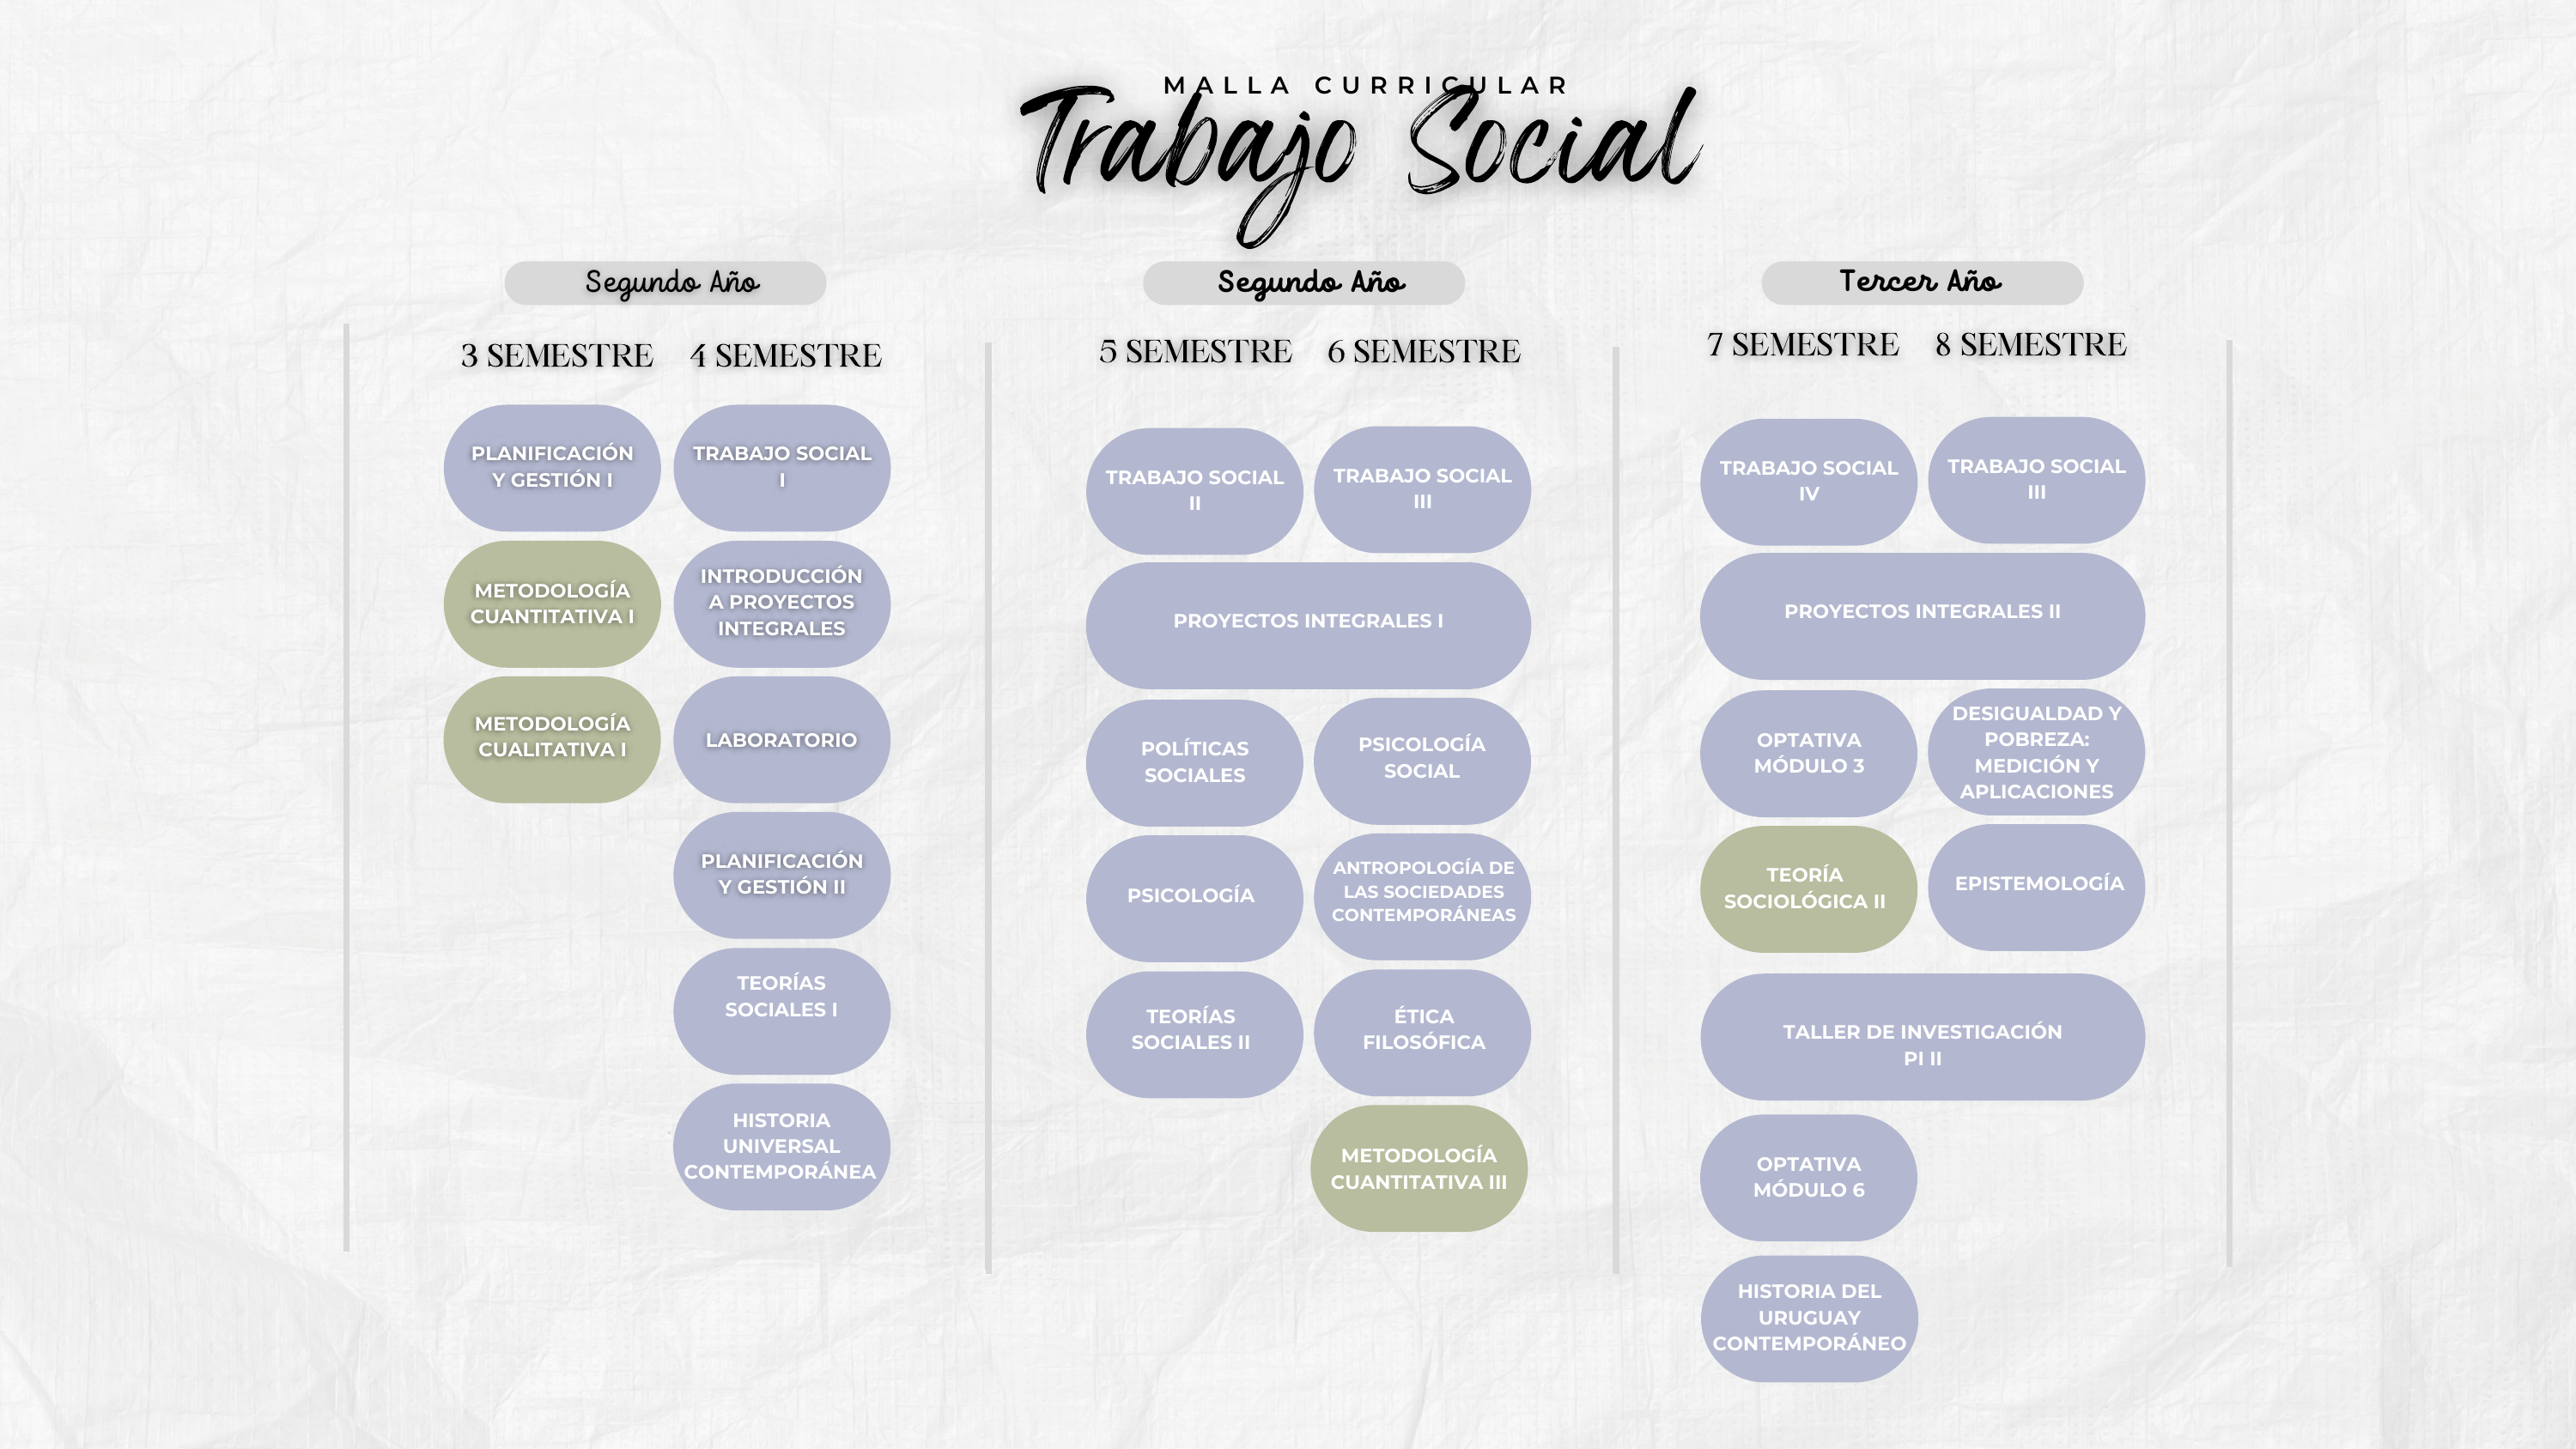 MALLA CURRICULAR
Trabajo Social
Segundo Año
3 SEMESTRE
4 SEMESTRE
PLANIFICACIÓN
Y GESTIÓN I
METODOLOGÍA
CUANTITATIVA I
METODOLOGÍA
CUALITATIVA I
TRABAJO SOCIAL
I
INTRODUCCIÓN
A PROYECTOS
INTEGRALES
LABORATORIO
PLANIFICACIÓN
Y GESTIÓN II
TEORÍAS
SOCIALES I
HISTORIA
UNIVERSAL
CONTEMPORÁNEA
Segundo Año
5 SEMESTRE
6 SEMESTRE
TRABAJO SOCIAL
II
TRABAJO SOCIAL
III
PROYECTOS INTEGRALES I
POLÍTICAS
SOCIALES
PSICOLOGÍA
TEORÍAS
SOCIALES II
PSICOLOGÍA
SOCIAL
ANTROPOLOGÍA DE
LAS SOCIEDADES
CONTEMPORÁNEAS
ÉTICA
FILOSÓFICA
METODOLOGÍA
CUANTITATIVA III
Tercer Año
7 SEMESTRE
8 SEMESTRE
TRABAJO SOCIAL
IV
TRABAJO SOCIAL
III
PROYECTOS INTEGRALES II
OPTATIVA
MÓDULO 3
TEORÍA
SOCIOLÓGICA II
DESIGUALDAD Y
POBREZA:
MEDICIÓN Y
APLICACIONES
EPISTEMOLOGÍA
TALLER DE INVESTIGACIÓN
PI II
OPTATIVA
MÓDULO 6
HISTORIA DEL
URUGUAY
CONTEMPORÁNEO